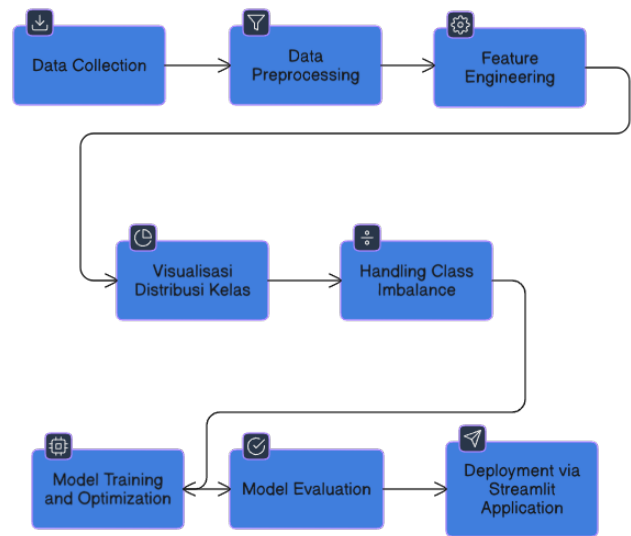 Data Collection
Data
Preprocessing
Feature
Engineering
Visualisasi
Distribusi Kelas
Handling Class
Imbalance
Model Training
and Optimization
Model Evaluation
Deployment via
Streamlit
Application